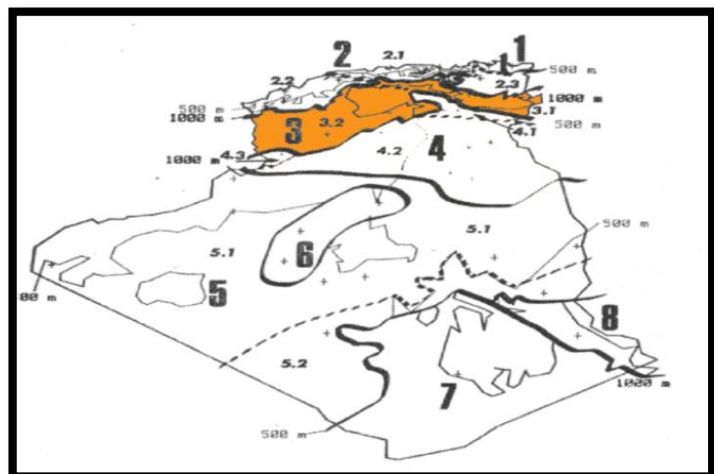 2 2.1 1
500 m
2.2 2.3
500 m 1000 m
1000 m 3.1
3 3.2 500 m
4.1
4.3 4.2 4
1000 m
500 m
5.1 6 5.1
00 m 5
8
5.2
7 1000 m
500 m